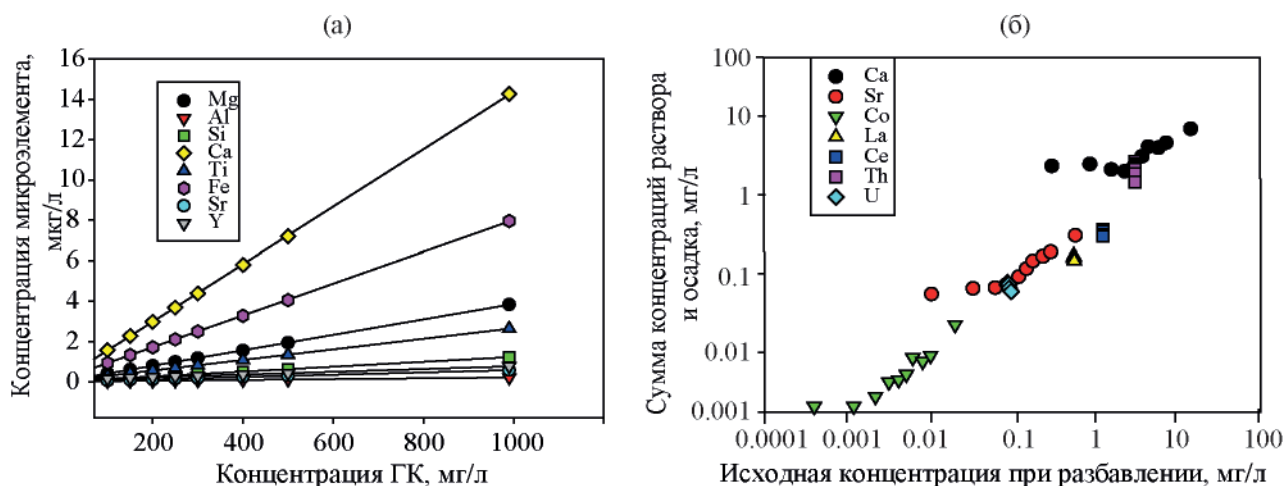 (а)
Концентрация микроэлемента,
мкг/л
16
14
12
10
8
6
4
2
0
Mg
Al
Si
Ca
Ti
Fe
Sr
Y
200
400
600
800
1000
Концентрация ГК, мг/л
(б)
Сумма концентраций раствора
и осадка, мг/л
100
10
1
0.1
0.01
0.001
Ca
Sr
Co
La
Ce
Th
U
0.0001
0.001
0.01
0.1
1
10
100
Исходная концентрация при разбавлении, мг/л